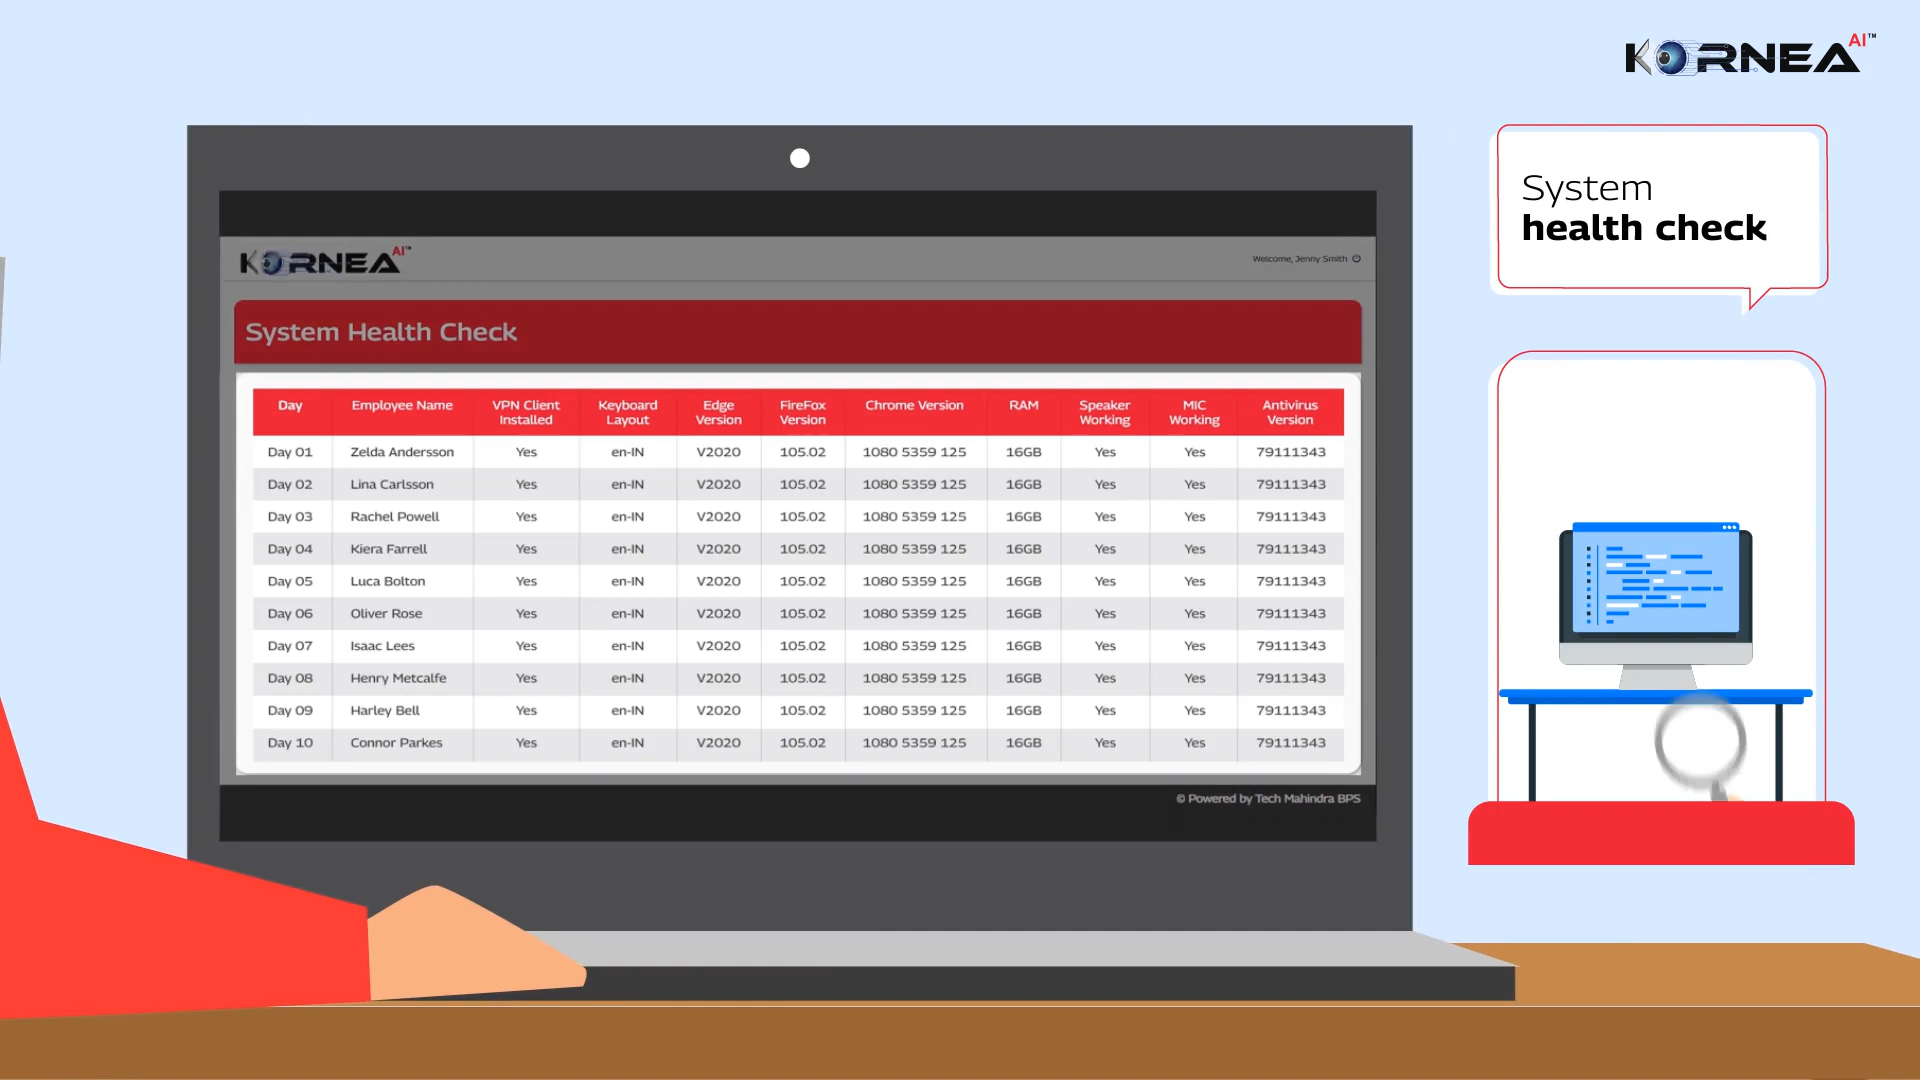 KORNEA AI™
System
health check
KORNEA AI™
Welcome, Jenny Smith
System Health Check
Day Employee Name VPN Client Installed Keyboard Layout Edge Version FireFox Version Chrome Version RAM Speaker Working MIC Working Antivirus Version
Day 01 Zelda Andersson Yes en-IN V2020 105.02 1080 5359 125 16GB Yes Yes 79111343
Day 02 Lina Carlsson Yes en-IN V2020 105.02 1080 5359 125 16GB Yes Yes 79111343
Day 03 Rachel Powell Yes en-IN V2020 105.02 1080 5359 125 16GB Yes Yes 79111343
Day 04 Kiera Farrell Yes en-IN V2020 105.02 1080 5359 125 16GB Yes Yes 79111343
Day 05 Luca Bolton Yes en-IN V2020 105.02 1080 5359 125 16GB Yes Yes 79111343
Day 06 Oliver Rose Yes en-IN V2020 105.02 1080 5359 125 16GB Yes Yes 79111343
Day 07 Isaac Lees Yes en-IN V2020 105.02 1080 5359 125 16GB Yes Yes 79111343
Day 08 Henry Metcalfe Yes en-IN V2020 105.02 1080 5359 125 16GB Yes Yes 79111343
Day 09 Harley Bell Yes en-IN V2020 105.02 1080 5359 125 16GB Yes Yes 79111343
Day 10 Connor Parkes Yes en-IN V2020 105.02 1080 5359 125 16GB Yes Yes 79111343
© Powered by Tech Mahindra BPS